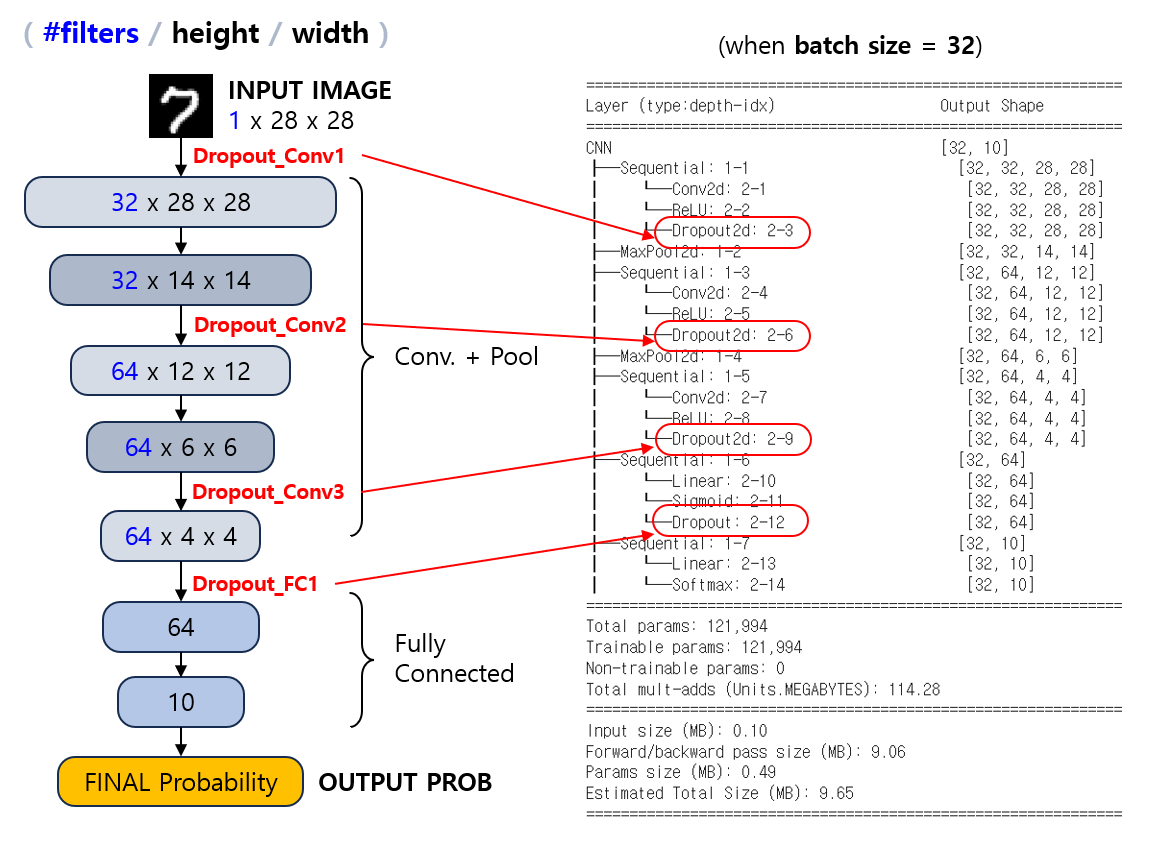 ( #filters / height / width )
INPUT IMAGE
1 x 28 x 28
Dropout_Conv1
32 x 28 x 28
32 x 14 x 14
Dropout_Conv2
64 x 12 x 12
64 x 6 x 6
Dropout_Conv3
64 x 4 x 4
Dropout_FC1
64
10
FINAL Probability
OUTPUT PROB
Conv. + Pool
Fully
Connected
(when batch size = 32)
==========================================================================================
Layer (type:depth-idx) Output Shape
==========================================================================================
CNN [32, 10]
├──Sequential: 1-1 [32, 32, 28, 28]
│ └──Conv2d: 2-1 [32, 32, 28, 28]
│ └──ReLU: 2-2 [32, 32, 28, 28]
│ └──Dropout2d: 2-3 [32, 32, 28, 28]
├──MaxPool2d: 1-2 [32, 32, 14, 14]
├──Sequential: 1-3 [32, 64, 12, 12]
│ └──Conv2d: 2-4 [32, 64, 12, 12]
│ └──ReLU: 2-5 [32, 64, 12, 12]
│ └──Dropout2d: 2-6 [32, 64, 12, 12]
├──MaxPool2d: 1-4 [32, 64, 6, 6]
├──Sequential: 1-5 [32, 64, 4, 4]
│ └──Conv2d: 2-7 [32, 64, 4, 4]
│ └──ReLU: 2-8 [32, 64, 4, 4]
│ └──Dropout2d: 2-9 [32, 64, 4, 4]
├──Sequential: 1-6 [32, 64]
│ └──Linear: 2-10 [32, 64]
│ └──Sigmoid: 2-11 [32, 64]
│ └──Dropout: 2-12 [32, 64]
├──Sequential: 1-7 [32, 10]
│ └──Linear: 2-13 [32, 10]
│ └──Softmax: 2-14 [32, 10]
==========================================================================================
Total params: 121,994
Trainable params: 121,994
Non-trainable params: 0
Total mult-adds (Units.MEGABYTES): 114.28
==========================================================================================
Input size (MB): 0.10
Forward/backward pass size (MB): 9.06
Params size (MB): 0.49
Estimated Total Size (MB): 9.65
==========================================================================================